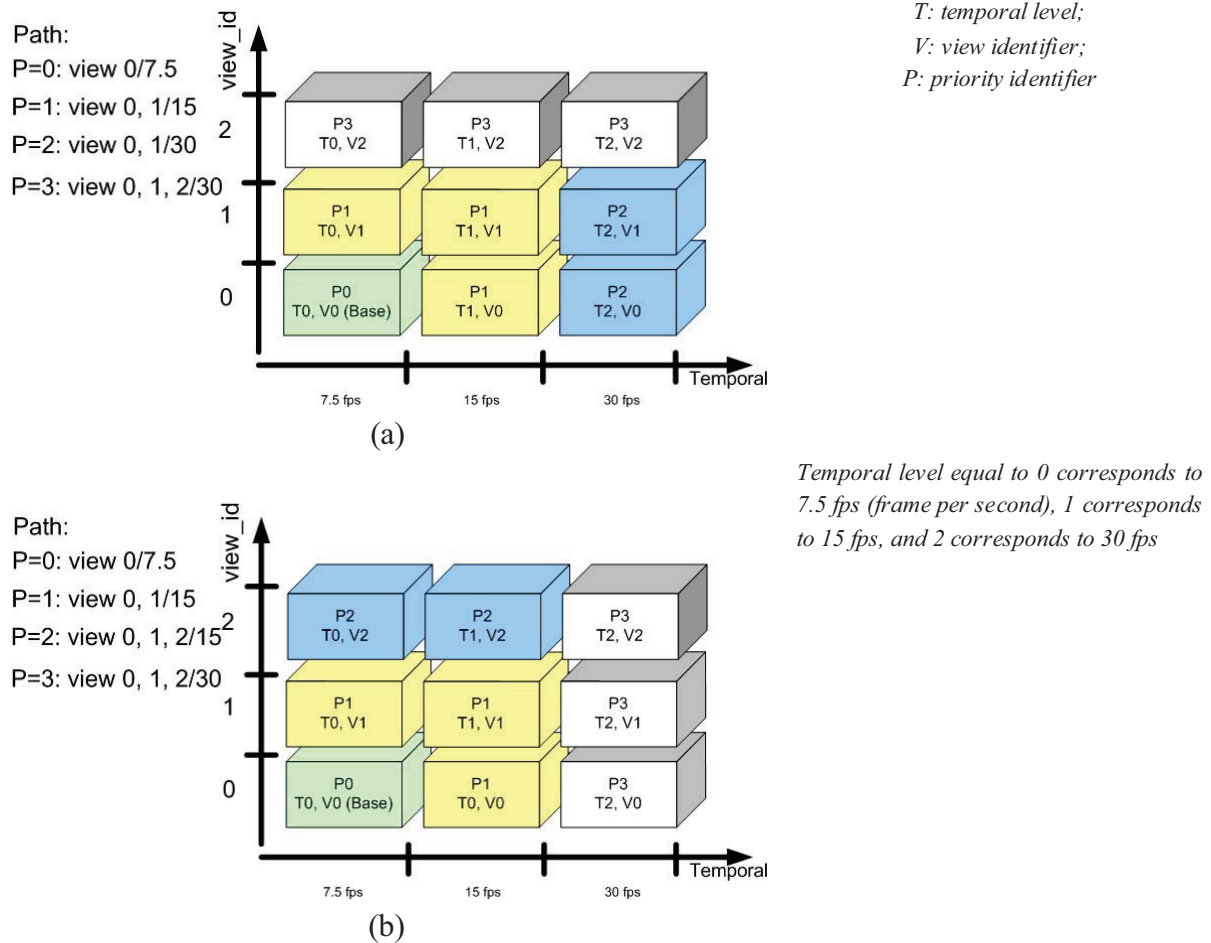 T: temporal level;
V: view identifier;
P: priority identifier
Path:
P=0: view 0/7.5
P=1: view 0, 1/15
P=2: view 0, 1/30
P=3: view 0, 1, 2/30
view_id
2
1
0
P3
T0, V2
P3
T1, V2
P3
T2, V2
P1
T0, V1
P1
T1, V1
P2
T2, V1
P0
T0, V0 (Base)
P1
T1, V0
P2
T2, V0
Temporal
7.5 fps
15 fps
30 fps
(a)
Temporal level equal to 0 corresponds to
7.5 fps (frame per second), 1 corresponds
to 15 fps, and 2 corresponds to 30 fps
Path:
P=0: view 0/7.5
P=1: view 0, 1/15
P=2: view 0, 1, 2/15
P=3: view 0, 1, 2/30
view_id
2
1
0
P2
T0, V2
P2
T1, V2
P3
T2, V2
P1
T0, V1
P1
T1, V1
P3
T2, V1
P0
T0, V0 (Base)
P1
T0, V0
P3
T2, V0
Temporal
7.5 fps
15 fps
30 fps
(b)